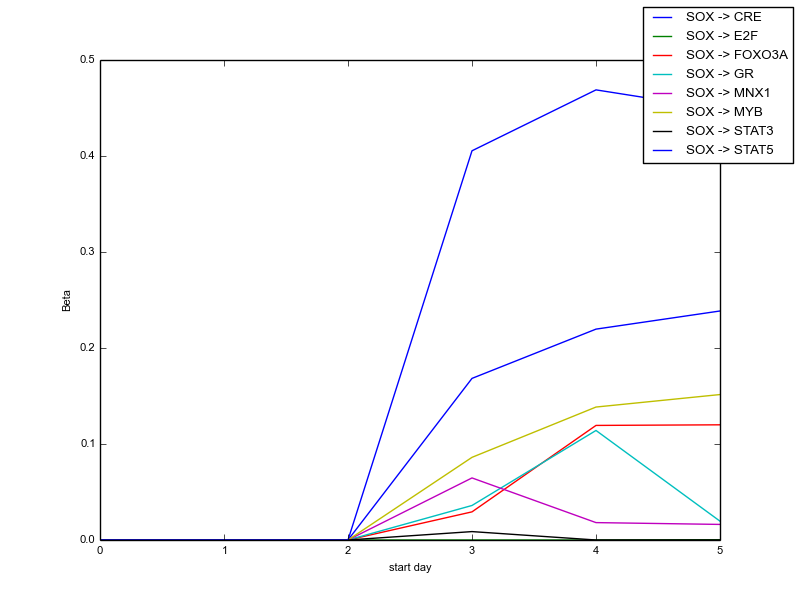 SOX -> CRE
SOX -> E2F
SOX -> FOXO3A
SOX -> GR
SOX -> MNX1
SOX -> MYB
SOX -> STAT3
SOX -> STAT5
0.5
0.4
0.3
0.2
0.1
0.0
Beta
0 1 2 3 4 5
start day